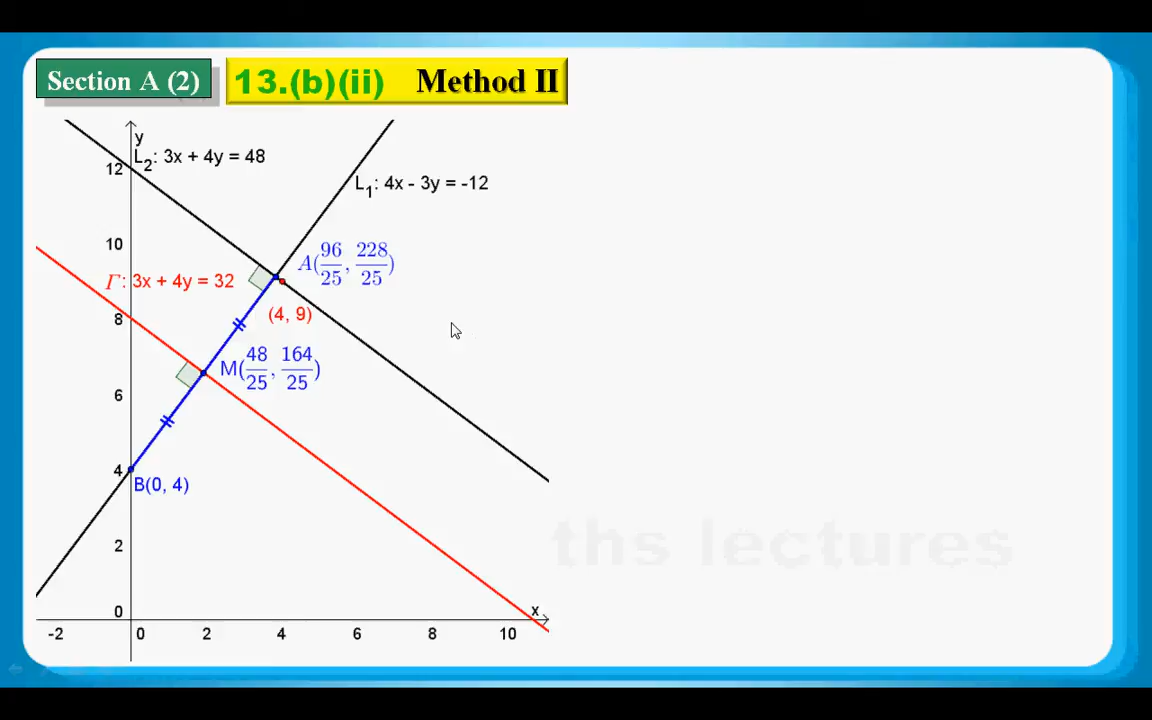 Section A (2)
13.(b)(ii) Method II
y
L₂: 3x + 4y = 48
12
L₁: 4x - 3y = -12
10
A(96/25, 228/25)
Γ: 3x + 4y = 32
(4, 9)
8
M(48/25, 164/25)
6
4
B(0, 4)
ths lectures
2
0
x
-2 0 2 4 6 8 10